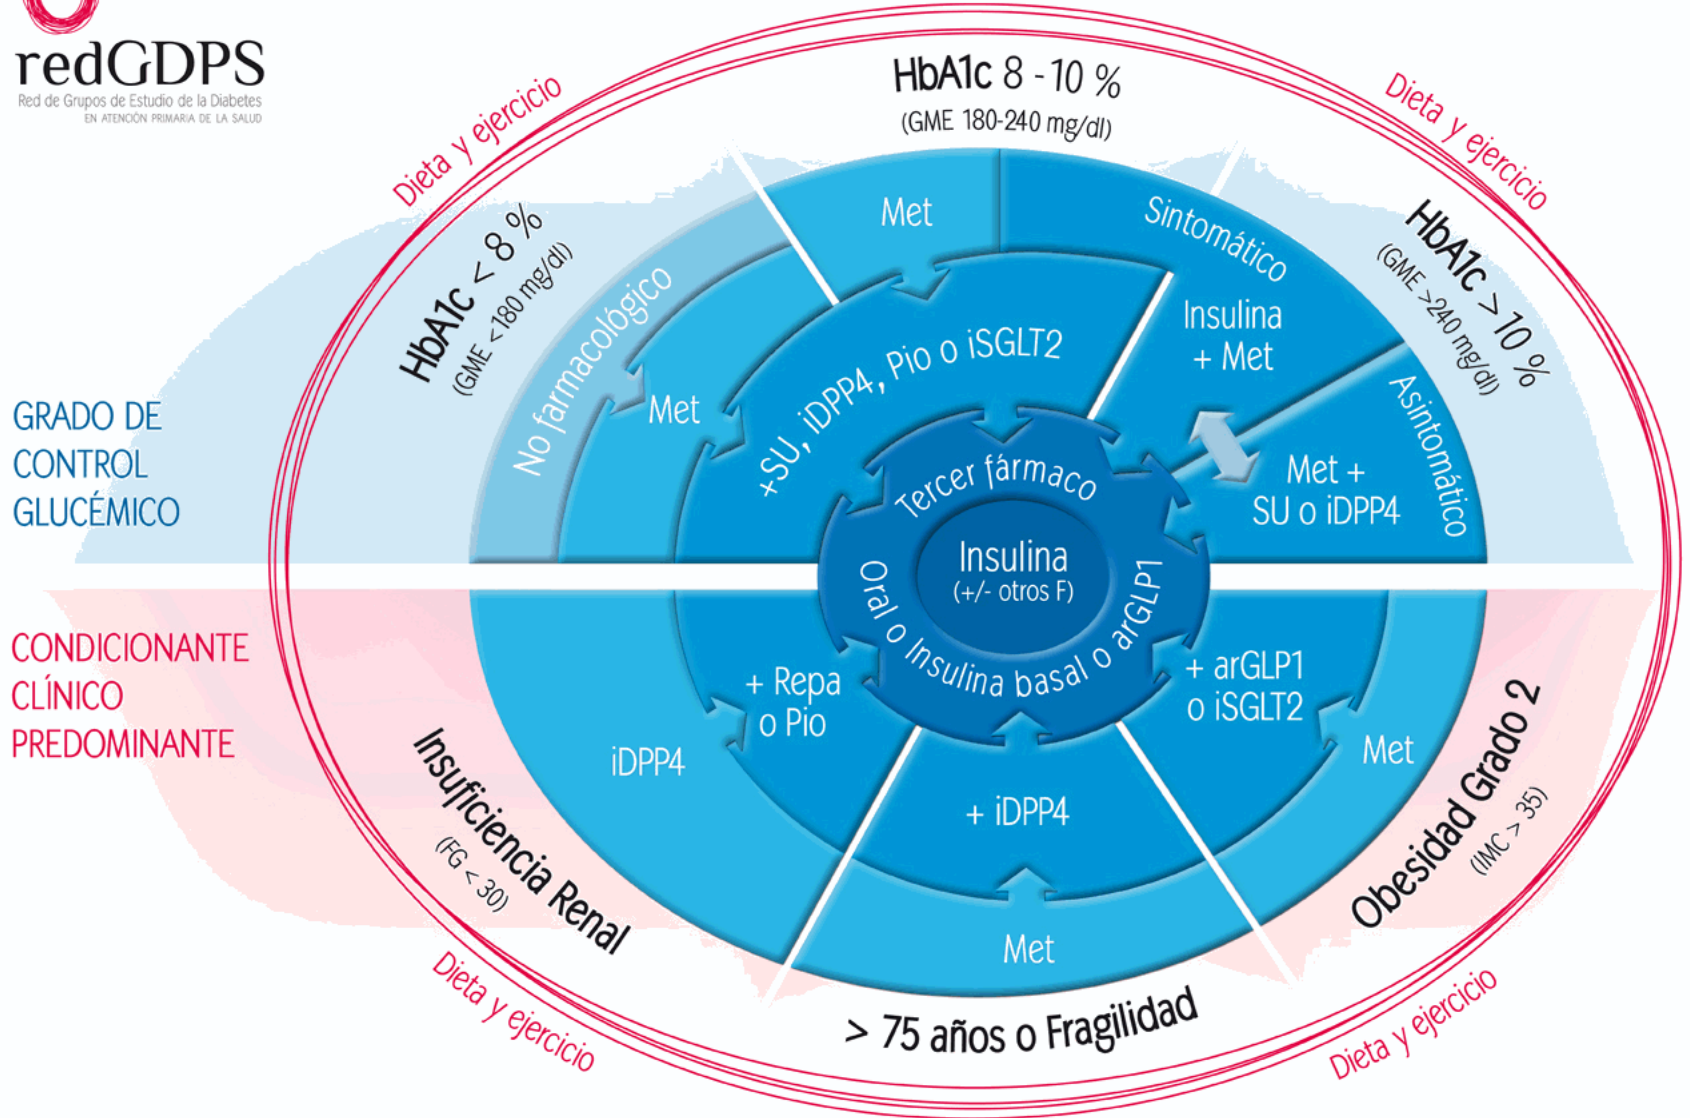 redGDPS
Red de Grupos de Estudio de la Diabetes
EN ATENCIÓN PRIMARIA DE LA SALUD
Dieta y ejercicio
HbA1c 8 - 10 %
(GME 180-240 mg/dl)
Dieta y ejercicio
HbA1c < 8 %
(GME <180 mg/dl)
HbA1c > 10 %
(GME >240 mg/dl)
GRADO DE
CONTROL
GLUCÉMICO
No farmacológico
Met
Met
+SU, iDPP4, Pio o iSGLT2
Sintomático
Insulina
+ Met
Asintomático
Met +
SU o iDPP4
Tercer fármaco
Oral o Insulina basal o arGLP1
Insulina
(+/- otros F)
CONDICIONANTE
CLÍNICO
PREDOMINANTE
Insuficiencia Renal
(FG < 30)
iDPP4
+ Repa
o Pio
+ iDPP4
Met
> 75 años o Fragilidad
+ arGLP1
o iSGLT2
Met
Obesidad Grado 2
(IMC > 35)
Dieta y ejercicio
Dieta y ejercicio